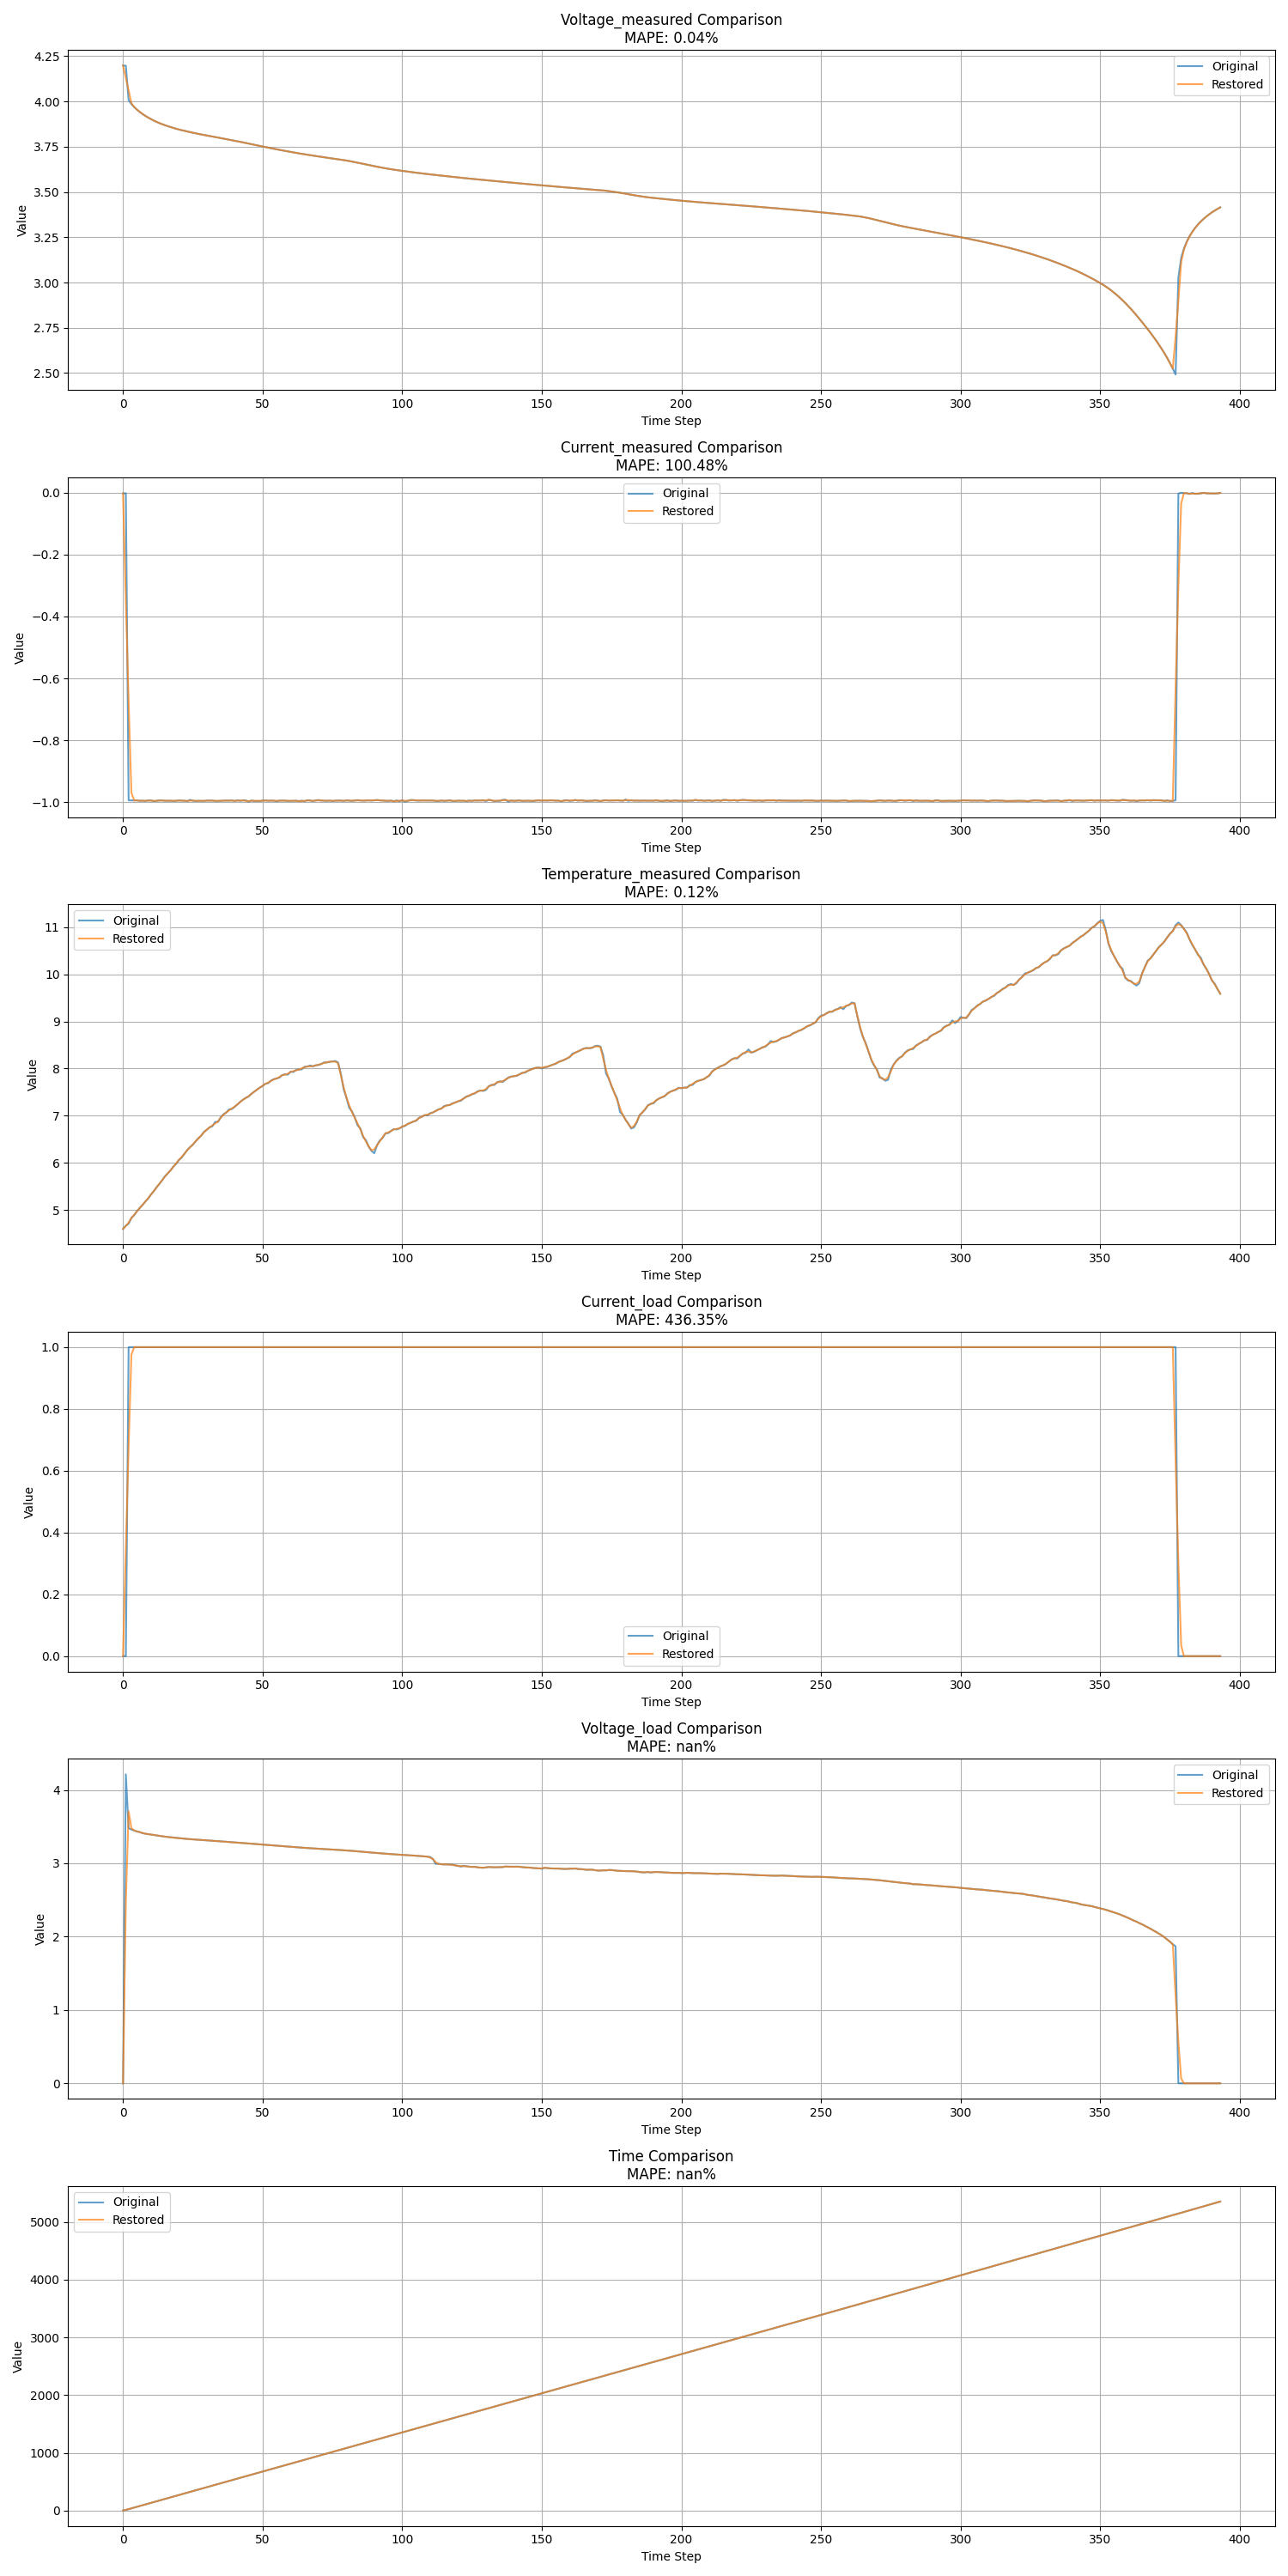 Voltage_measured Comparison
MAPE: 0.04%
4.25
4.00
3.75
3.50
3.25
3.00
2.75
2.50
Value
Original
Restored
0 50 100 150 200 250 300 350 400
Time Step
Current_measured Comparison
MAPE: 100.48%
0.0
−0.2
−0.4
−0.6
−0.8
−1.0
Value
Original
Restored
0 50 100 150 200 250 300 350 400
Time Step
Temperature_measured Comparison
MAPE: 0.12%
11
10
9
8
7
6
5
Value
Original
Restored
0 50 100 150 200 250 300 350 400
Time Step
Current_load Comparison
MAPE: 436.35%
1.0
0.8
0.6
0.4
0.2
0.0
Value
Original
Restored
0 50 100 150 200 250 300 350 400
Time Step
Voltage_load Comparison
MAPE: nan%
4
3
2
1
0
Value
Original
Restored
0 50 100 150 200 250 300 350 400
Time Step
Time Comparison
MAPE: nan%
5000
4000
3000
2000
1000
0
Value
Original
Restored
0 50 100 150 200 250 300 350 400
Time Step